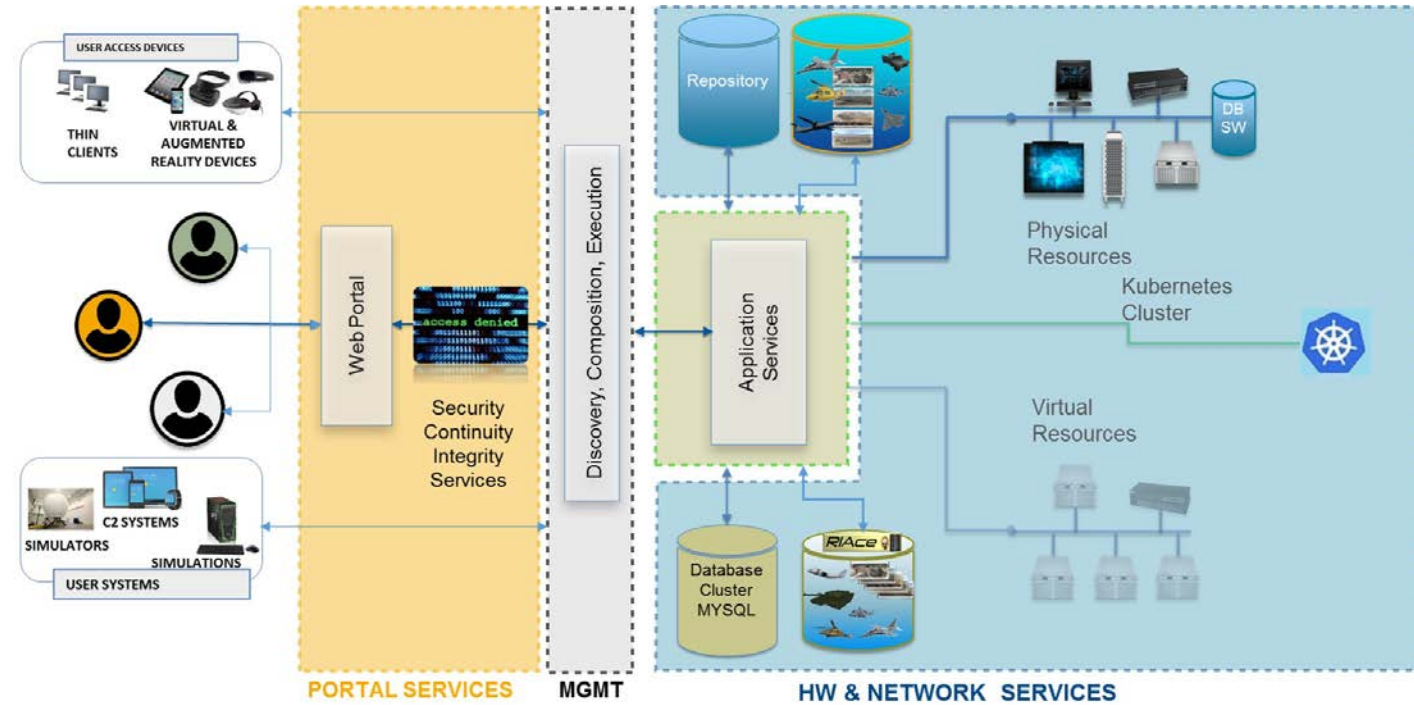 USER ACCESS DEVICES
THIN
CLIENTS
VIRTUAL &
AUGMENTED
REALITY DEVICES
C2 SYSTEMS
SIMULATORS
SIMULATIONS
USER SYSTEMS
Web Portal
access denied
Security
Continuity
Integrity
Services
PORTAL SERVICES
Discovery, Composition, Execution
MGMT
Repository
Application
Services
Database
Cluster
MYSQL
RIAce
DB
SW
Physical
Resources
Kubernetes
Cluster
Virtual
Resources
HW & NETWORK SERVICES